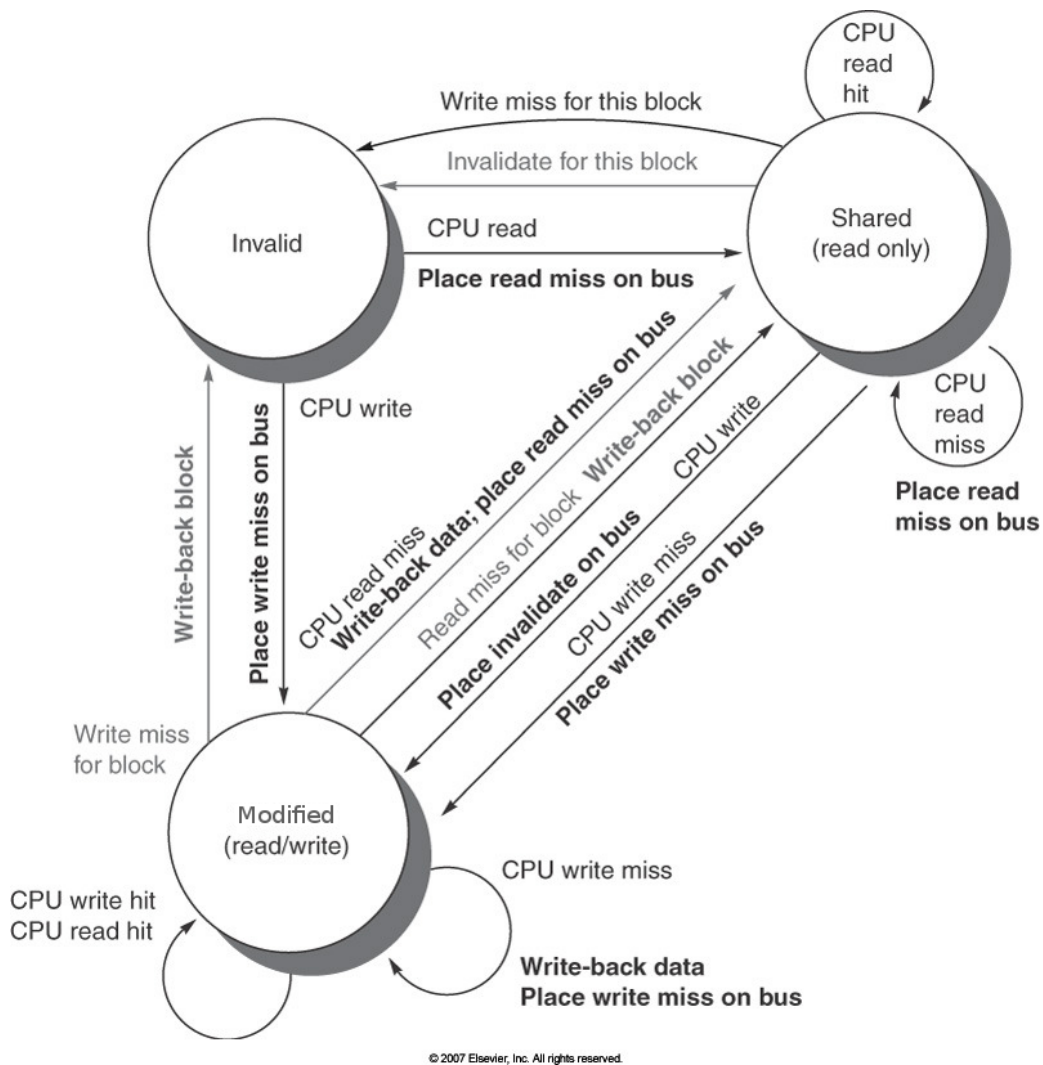 CPU
read
hit
Write miss for this block
Invalidate for this block
Invalid
CPU read
Place read miss on bus
Shared
(read only)
CPU write
Place write miss on bus
Write-back block
Write miss
for block
CPU read miss
Write-back data; place read miss on bus
Read miss for block Write-back block
CPU write
Place invalidate on bus
CPU write miss
Place write miss on bus
CPU
read
miss
Place read
miss on bus
Modified
(read/write)
CPU write hit
CPU read hit
CPU write miss
Write-back data
Place write miss on bus
© 2007 Elsevier, Inc. All rights reserved.